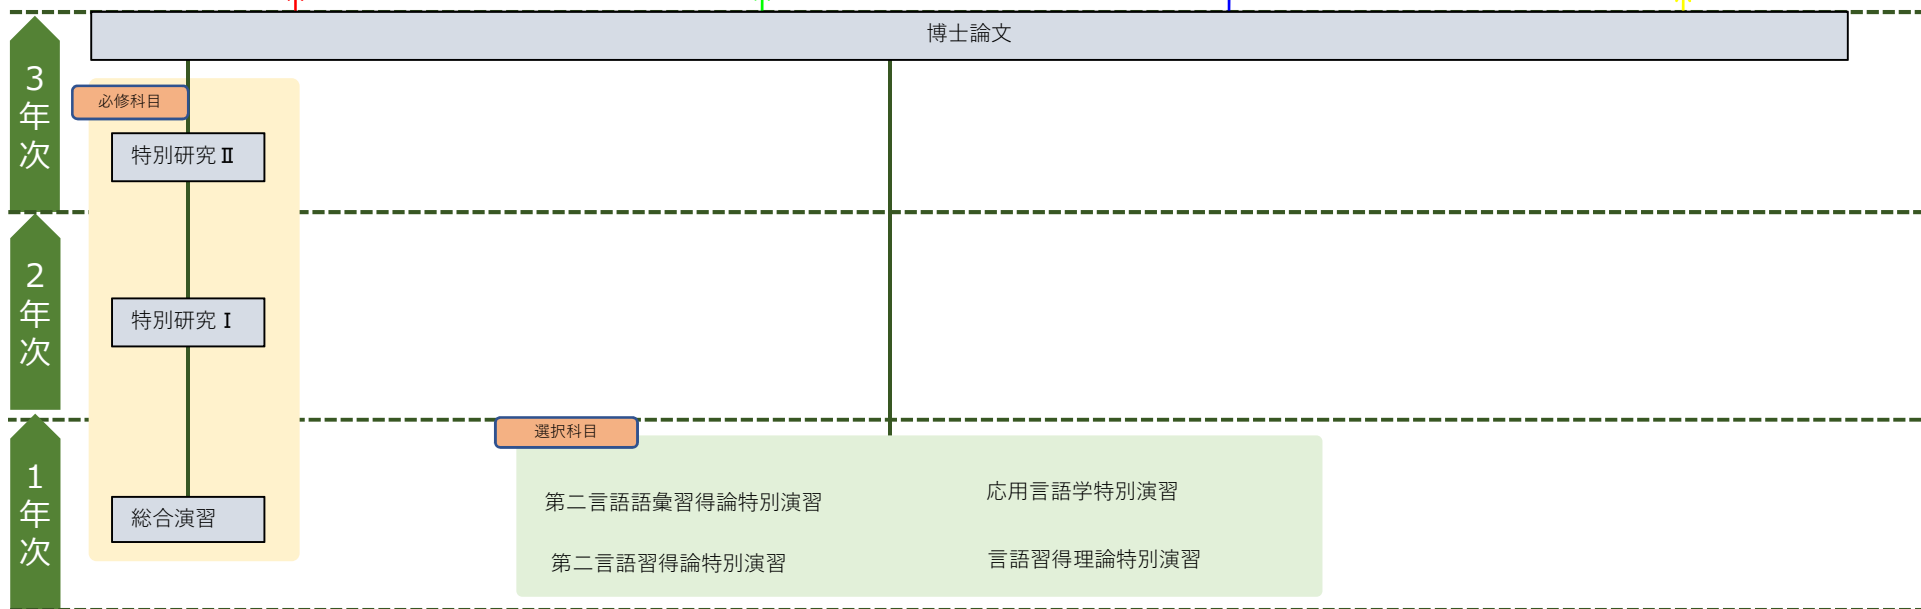 博士論文
3年次
必修科目
特別研究Ⅱ
2年次
特別研究Ⅰ
選択科目
1年次
第二言語語彙習得論特別演習
応用言語学特別演習
総合演習
第二言語習得論特別演習
言語習得理論特別演習